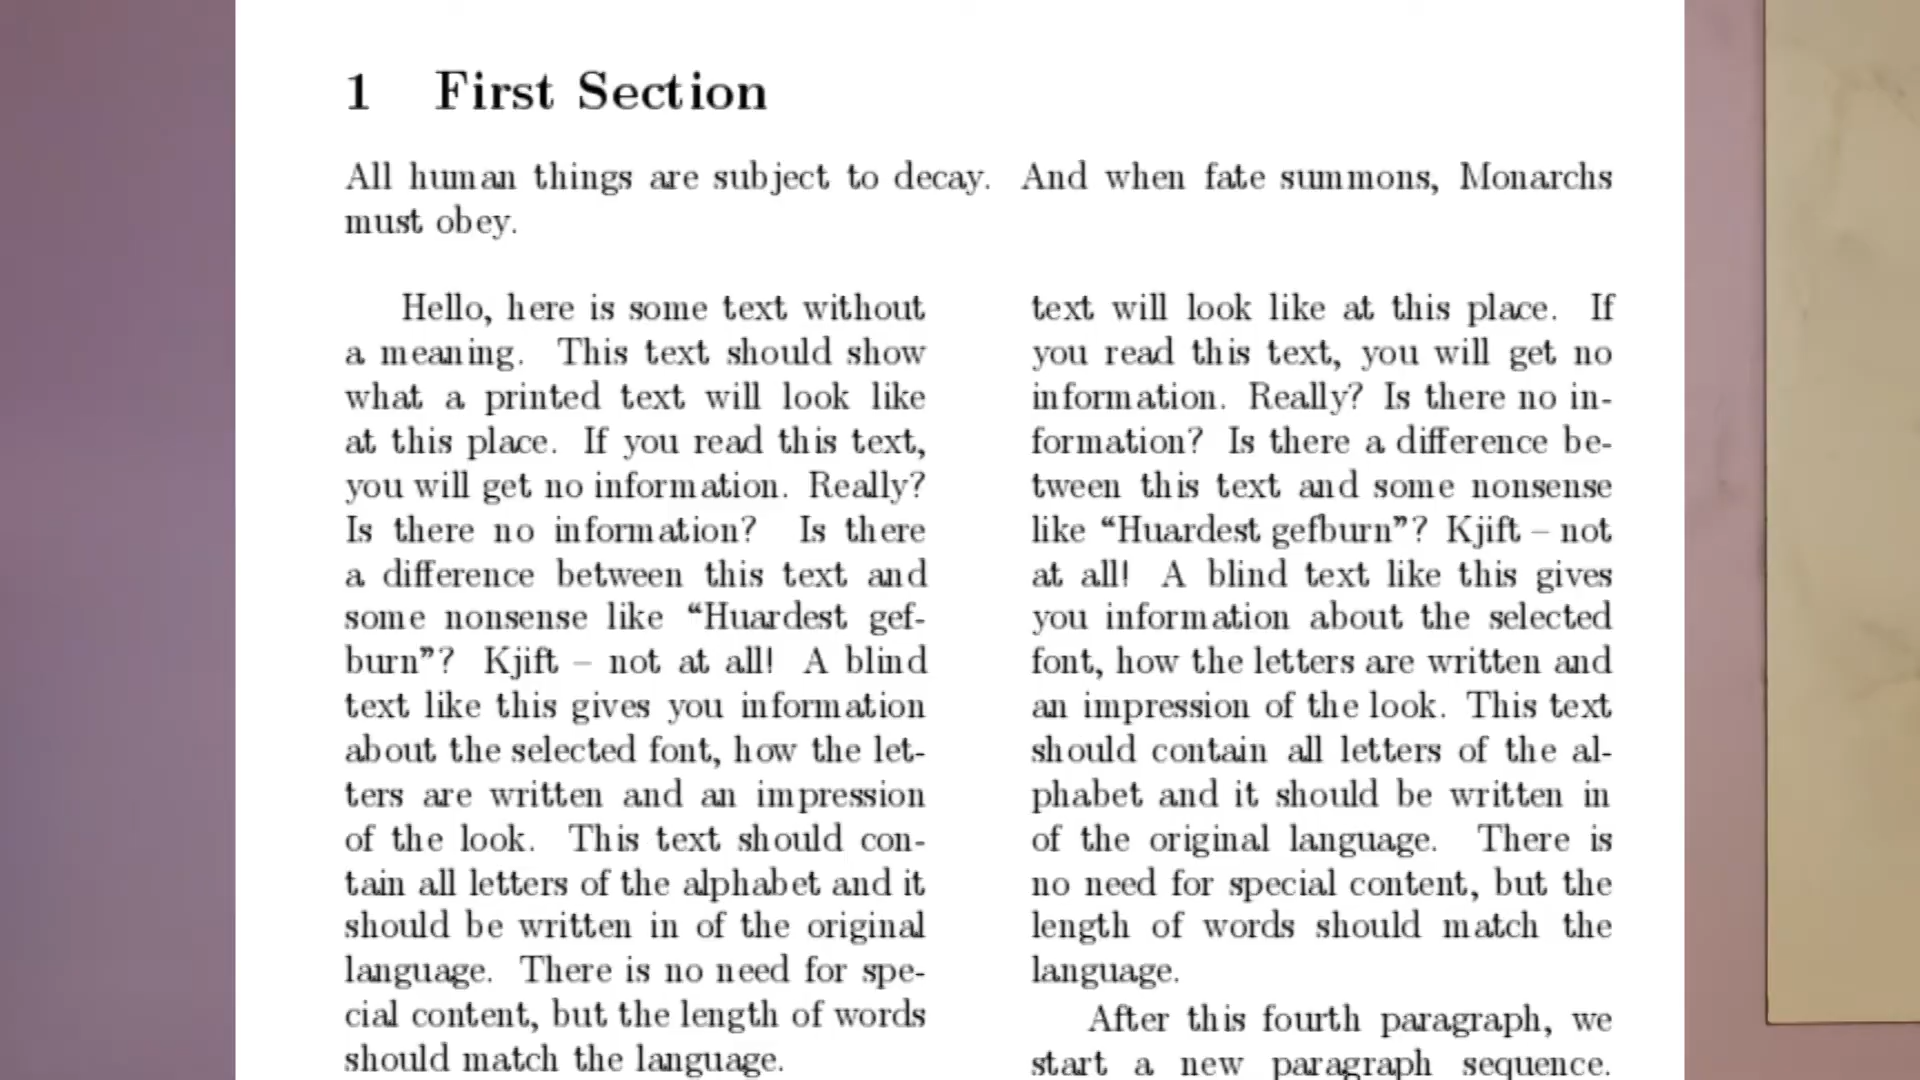 1 First Section
All human things are subject to decay. And when fate summons, Monarchs
must obey.
Hello, here is some text without
a meaning. This text should show
what a printed text will look like
at this place. If you read this text,
you will get no information. Really?
Is there no information? Is there
a difference between this text and
some nonsense like “Huardest gef-
burn”? Kjift – not at all! A blind
text like this gives you information
about the selected font, how the let-
ters are written and an impression
of the look. This text should con-
tain all letters of the alphabet and it
should be written in of the original
language. There is no need for spe-
cial content, but the length of words
should match the language.
text will look like at this place. If
you read this text, you will get no
information. Really? Is there no in-
formation? Is there a difference be-
tween this text and some nonsense
like “Huardest gefburn”? Kjift – not
at all! A blind text like this gives
you information about the selected
font, how the letters are written and
an impression of the look. This text
should contain all letters of the al-
phabet and it should be written in
of the original language. There is
no need for special content, but the
length of words should match the
language.
After this fourth paragraph, we
start a new paragraph sequence.